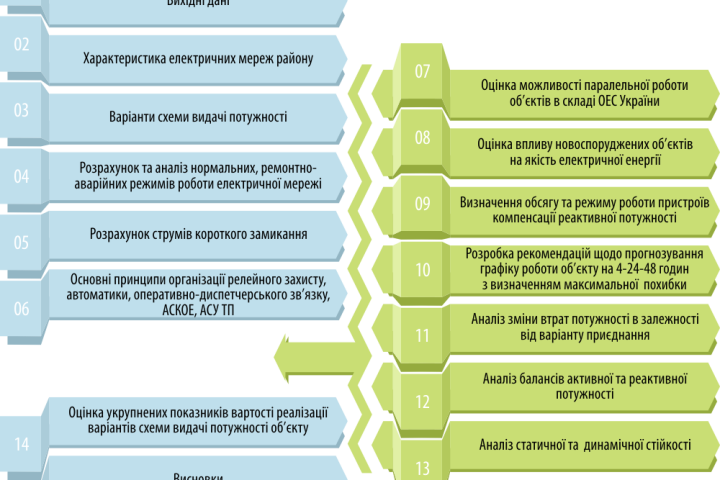 Вихідні дані
02
Характеристика електричних мереж району
03
Варіанти схеми видачі потужності
04
Розрахунок та аналіз нормальних, ремонтно-
аварійних режимів роботи електричної мережі
05
Розрахунок струмів короткого замикання
06
Основні принципи організації релейного захисту,
автоматики, оперативно-диспетчерського зв’язку,
АСКОЕ, АСУ ТП
14
Оцінка укрупнених показників вартості реалізації
варіантів схеми видачі потужності об’єкту
Висновки
07
Оцінка можливості паралельної роботи
об’єктів в складі ОЕС України
08
Оцінка впливу новоспоруджених об’єктів
на якість електричної енергії
09
Визначення обсягу та режиму роботи пристроїв
компенсації реактивної потужності
10
Розробка рекомендацій щодо прогнозування
графіку роботи об’єкту на 4-24-48 годин
з визначенням максимальної похибки
11
Аналіз зміни втрат потужності в залежності
від варіанту приєднання
12
Аналіз балансів активної та реактивної
потужності
13
Аналіз статичної та динамічної стійкості